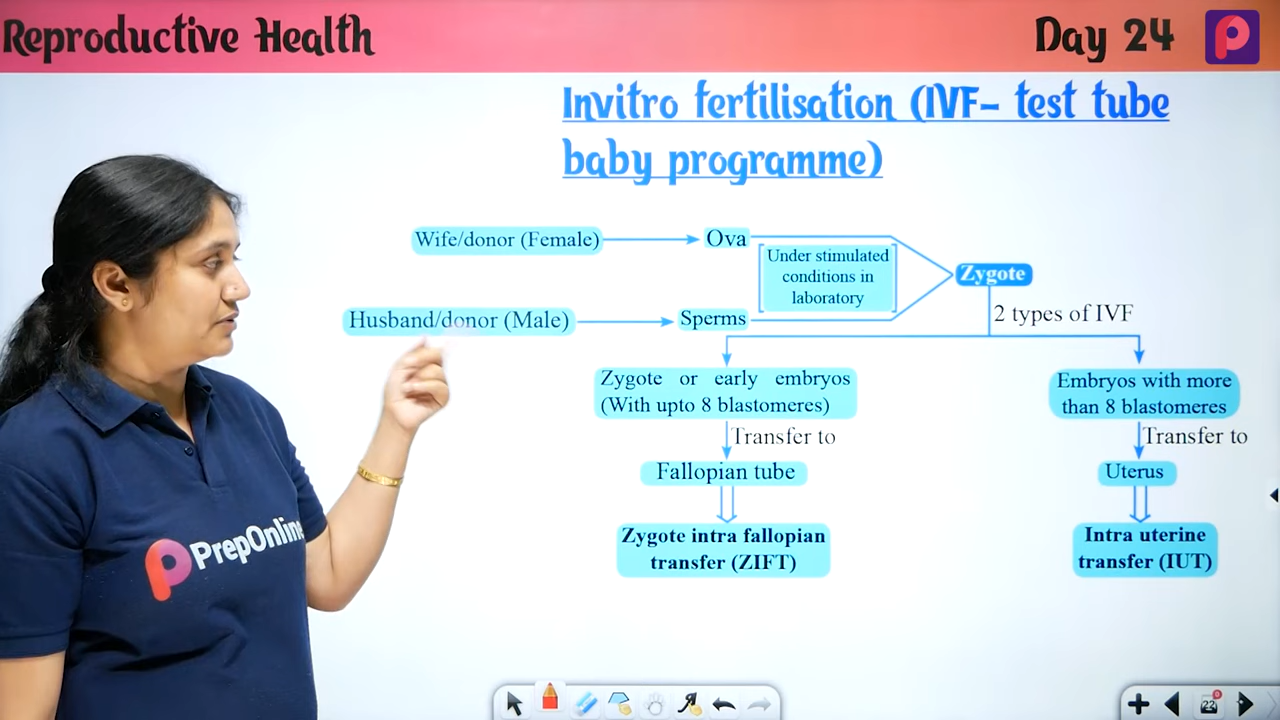 Reproductive Health
Day 24
Invitro fertilisation (IVF- test tube
baby programme)
Wife/donor (Female)
Ova
Under stimulated
conditions in
laboratory
Zygote
Husband/donor (Male)
Sperms
2 types of IVF
Zygote or early embryos
(With upto 8 blastomeres)
Embryos with more
than 8 blastomeres
Transfer to
Transfer to
Fallopian tube
Uterus
Zygote intra fallopian
transfer (ZIFT)
Intra uterine
transfer (IUT)
PrepOnline
22